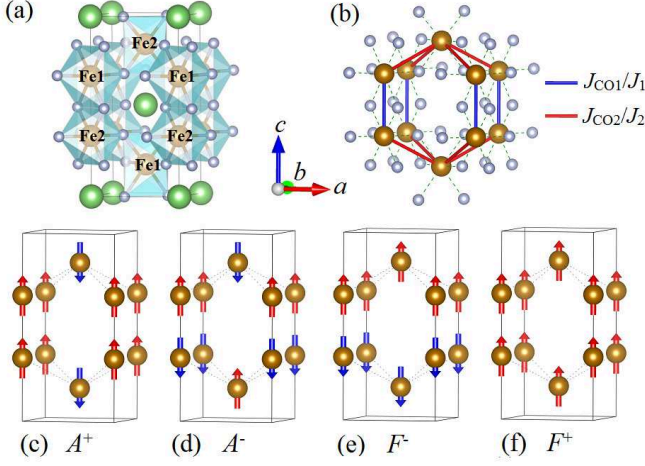 (a)
Fe2
Fe1 Fe1
Fe2 Fe2
Fe1
(b)
J_CO1/J_1
J_CO2/J_2
c
b
a
(c) A⁺ (d) A⁻ (e) F⁻ (f) F⁺